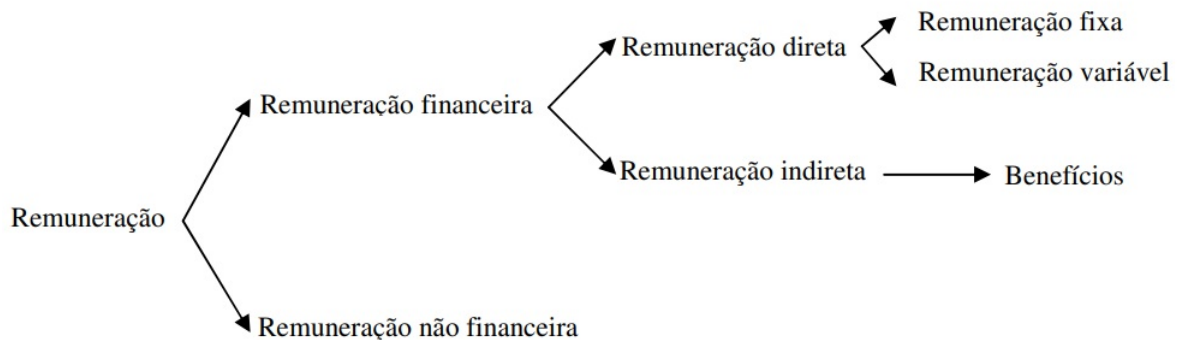 Remuneração fixa
Remuneração direta
Remuneração variável
Remuneração financeira
Remuneração indireta
Benefícios
Remuneração
Remuneração não financeira